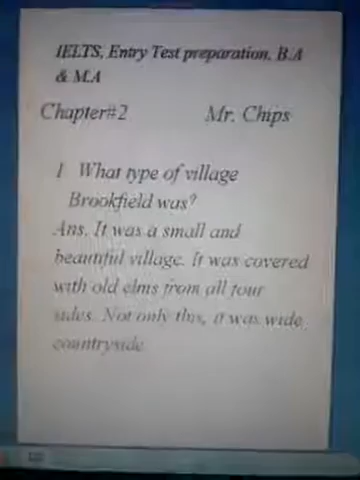 IELTS, Entry Test preparation, B.A
& M.A
Chapter#2 Mr. Chips
1 What type of village
Brookfield was?
Ans. It was a small and
beautiful village. It was covered
with old elms from all four
sides. Not only this, it was wide
countryside.